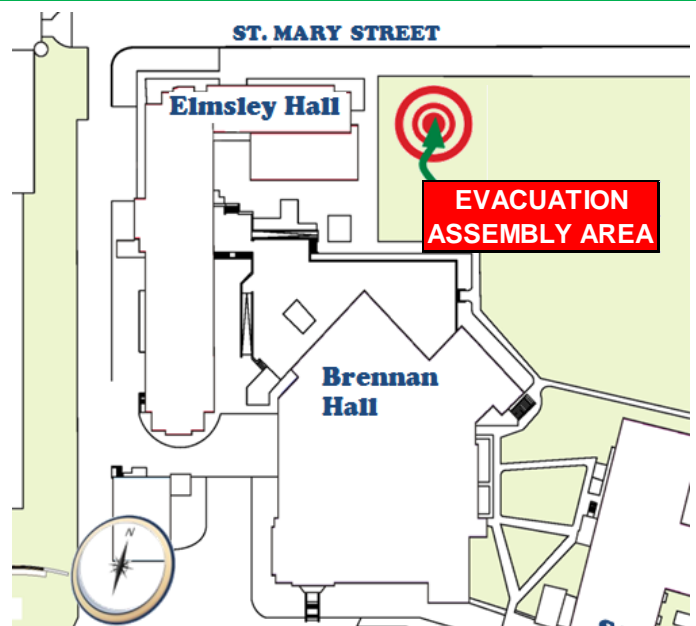 ST. MARY STREET
Elmsley Hall
EVACUATION
ASSEMBLY AREA
Brennan
Hall
N